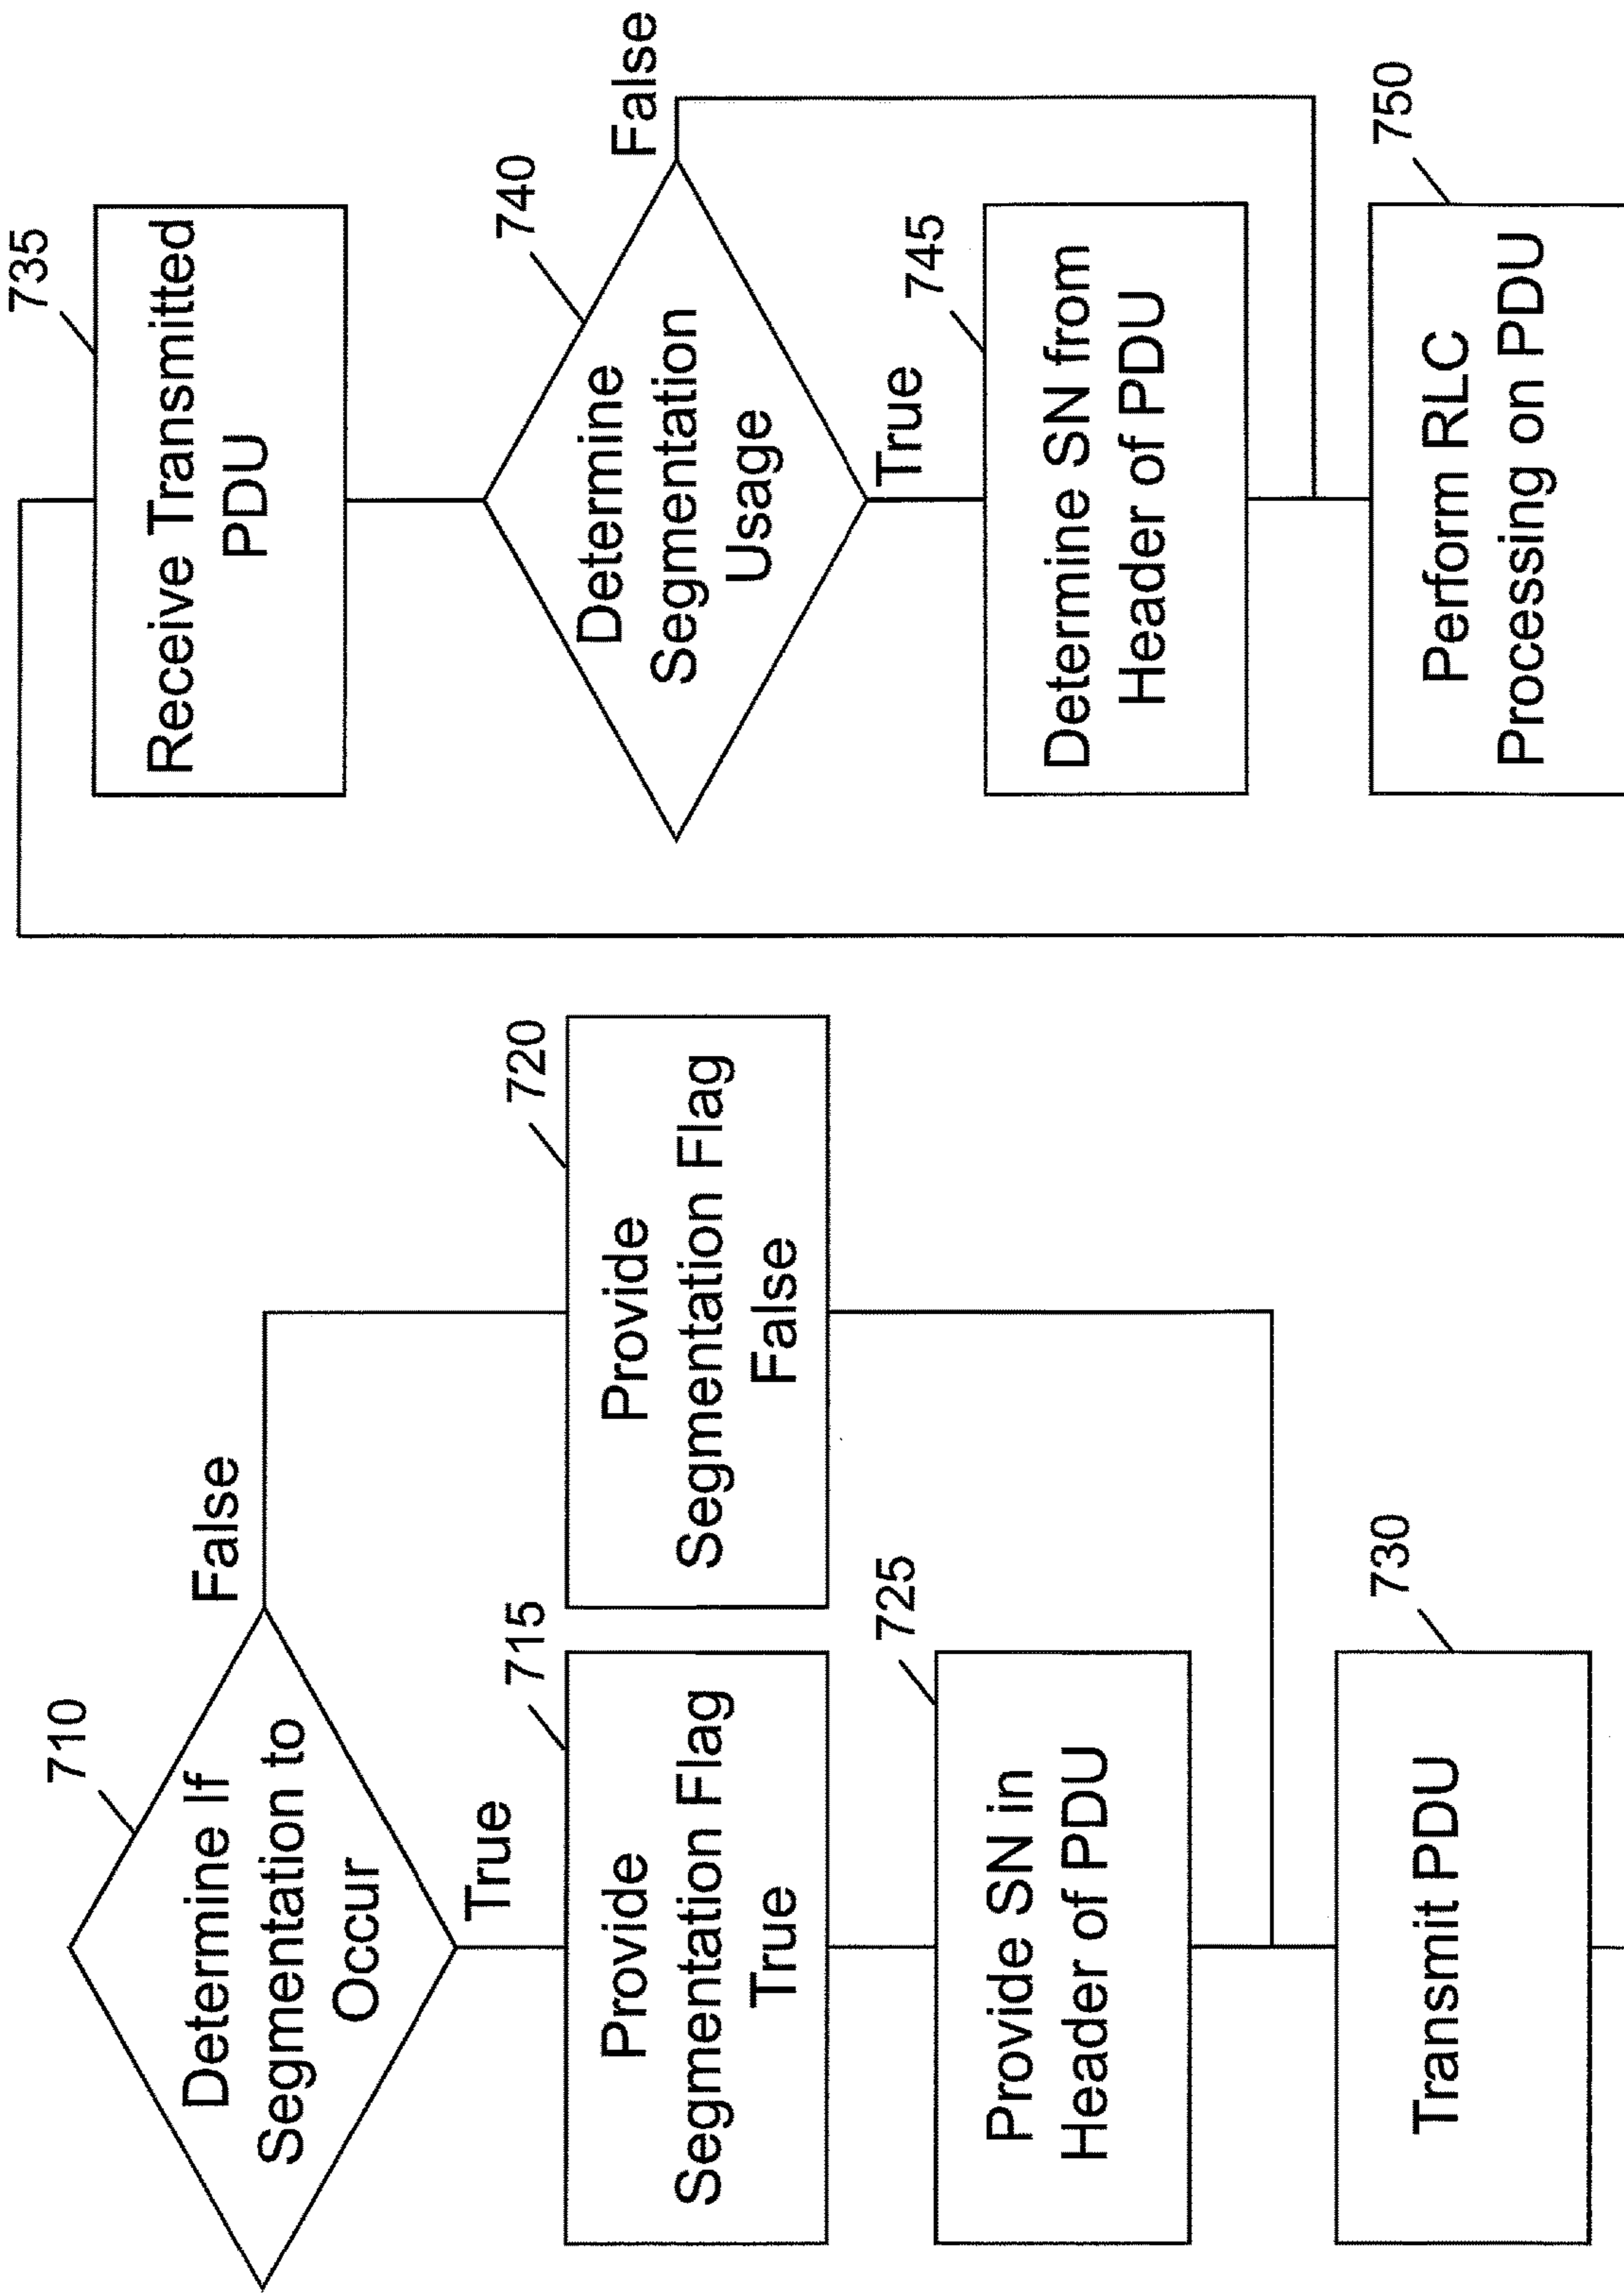 710
Determine If
Segmentation to
Occur
False
True
715
Provide
Segmentation Flag
True
720
Provide
Segmentation Flag
False
725
Provide SN in
Header of PDU
730
Transmit PDU
735
Receive Transmitted
PDU
740
Determine
Segmentation
Usage
False
True
745
Determine SN from
Header of PDU
750
Perform RLC
Processing on PDU